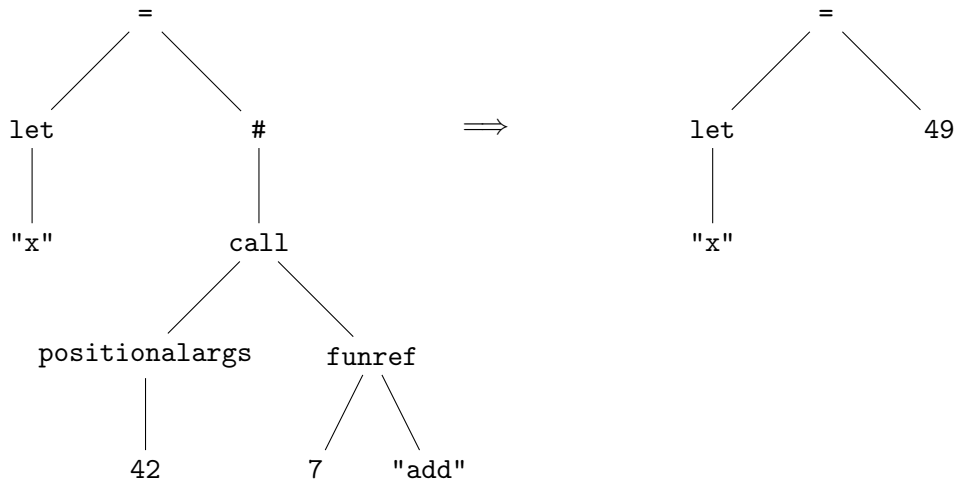 = =
let # ⟹ let 49
"x" call "x"
positionalargs funref
42 7 "add"